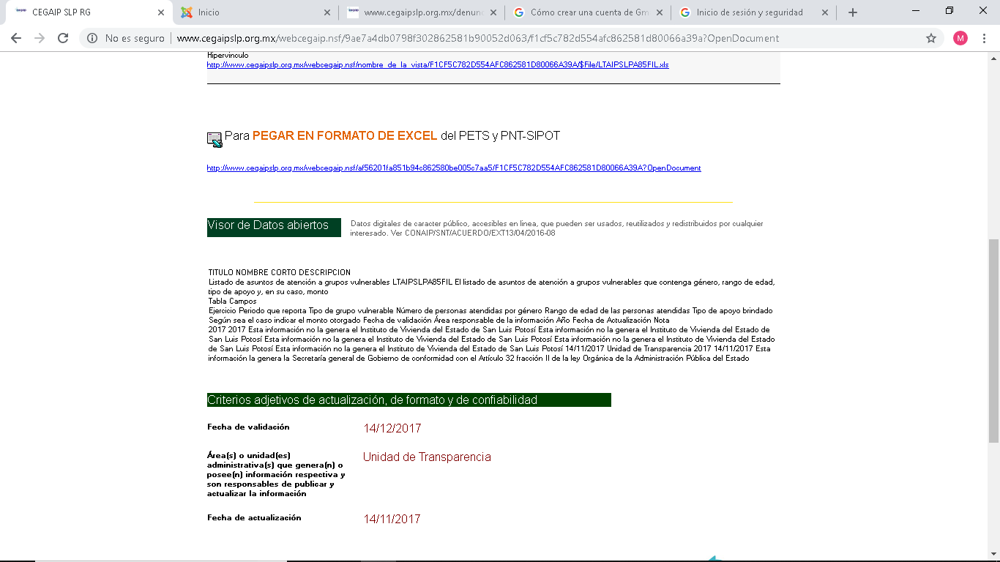 CEGAIP SLP RG
Inicio
www.cegaipslp.org.mx/denunc
Cómo crear una cuenta de Gm
Inicio de sesión y seguridad
No es seguro
www.cegaipslp.org.mx/webcegaip.nsf/9ae7a4db0798f302862581b90052d063/f1cf5c782d554afc862581d80066a39a?OpenDocument
M
Hipervinculo
http://www.cegaipslp.org.mx/webcegaip.nsf/nombre_de_la_vista/F1CF5C782D554AFC862581D80066A39A/$File/LTAIPSLPA85FIL.xls
Para PEGAR EN FORMATO DE EXCEL del PETS y PNT-SIPOT
http://www.cegaipslp.org.mx/webcegaip.nsf/af56201fa851b94c862580be005c7aa5/F1CF5C782D554AFC862581D80066A39A?OpenDocument
Visor de Datos abiertos
Datos digitales de caracter público, accesibles en linea, que pueden ser usados, reutilizados y redistribuidos por cualquier
interesado. Ver CONAIP/SNT/ACUERDO/EXT13/04/2016-08
TITULO NOMBRE CORTO DESCRIPCION
Listado de asuntos de atención a grupos vulnerables LTAIPSLPA85FIL El listado de asuntos de atención a grupos vulnerables que contenga género, rango de edad,
tipo de apoyo y, en su caso, monto
Tabla Campos
Ejercicio Periodo que reporta Tipo de grupo vulnerable Número de personas atendidas por género Rango de edad de las personas atendidas Tipo de apoyo brindado
Según sea el caso indicar el monto otorgado Fecha de validación Área responsable de la información Año Fecha de Actualización Nota
2017 2017 Esta información no la genera el Instituto de Vivienda del Estado de San Luis Potosí Esta información no la genera el Instituto de Vivienda del Estado de
San Luis Potosí Esta información no la genera el Instituto de Vivienda del Estado de San Luis Potosí Esta información no la genera el Instituto de Vivienda del Estado
de San Luis Potosí Esta información no la genera el Instituto de Vivienda del Estado de San Luis Potosí 14/11/2017 Unidad de Transparencia 2017 14/11/2017 Esta
información la genera la Secretaría general de Gobierno de conformidad con el Artículo 32 fracción II de la ley Orgánica de la Administración Pública del Estado
Criterios adjetivos de actualización, de formato y de confiabilidad
Fecha de validación
14/12/2017
Área(s) o unidad(es)
administrativa(s) que genera(n) o
posee(n) información respectiva y
son responsables de publicar y
actualizar la información
Unidad de Transparencia
Fecha de actualización
14/11/2017